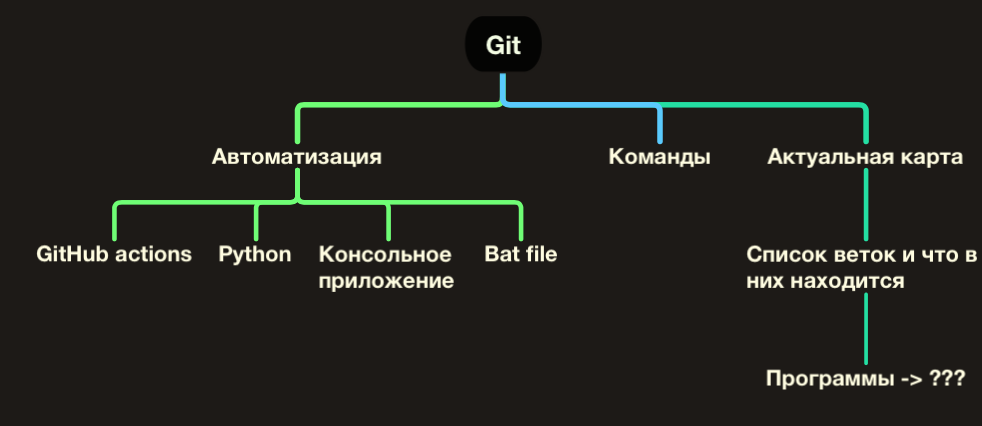 Git
Автоматизация
Команды
Актуальная карта
GitHub actions
Python
Консольное
приложение
Bat file
Список веток и что в
них находится
Программы -> ???